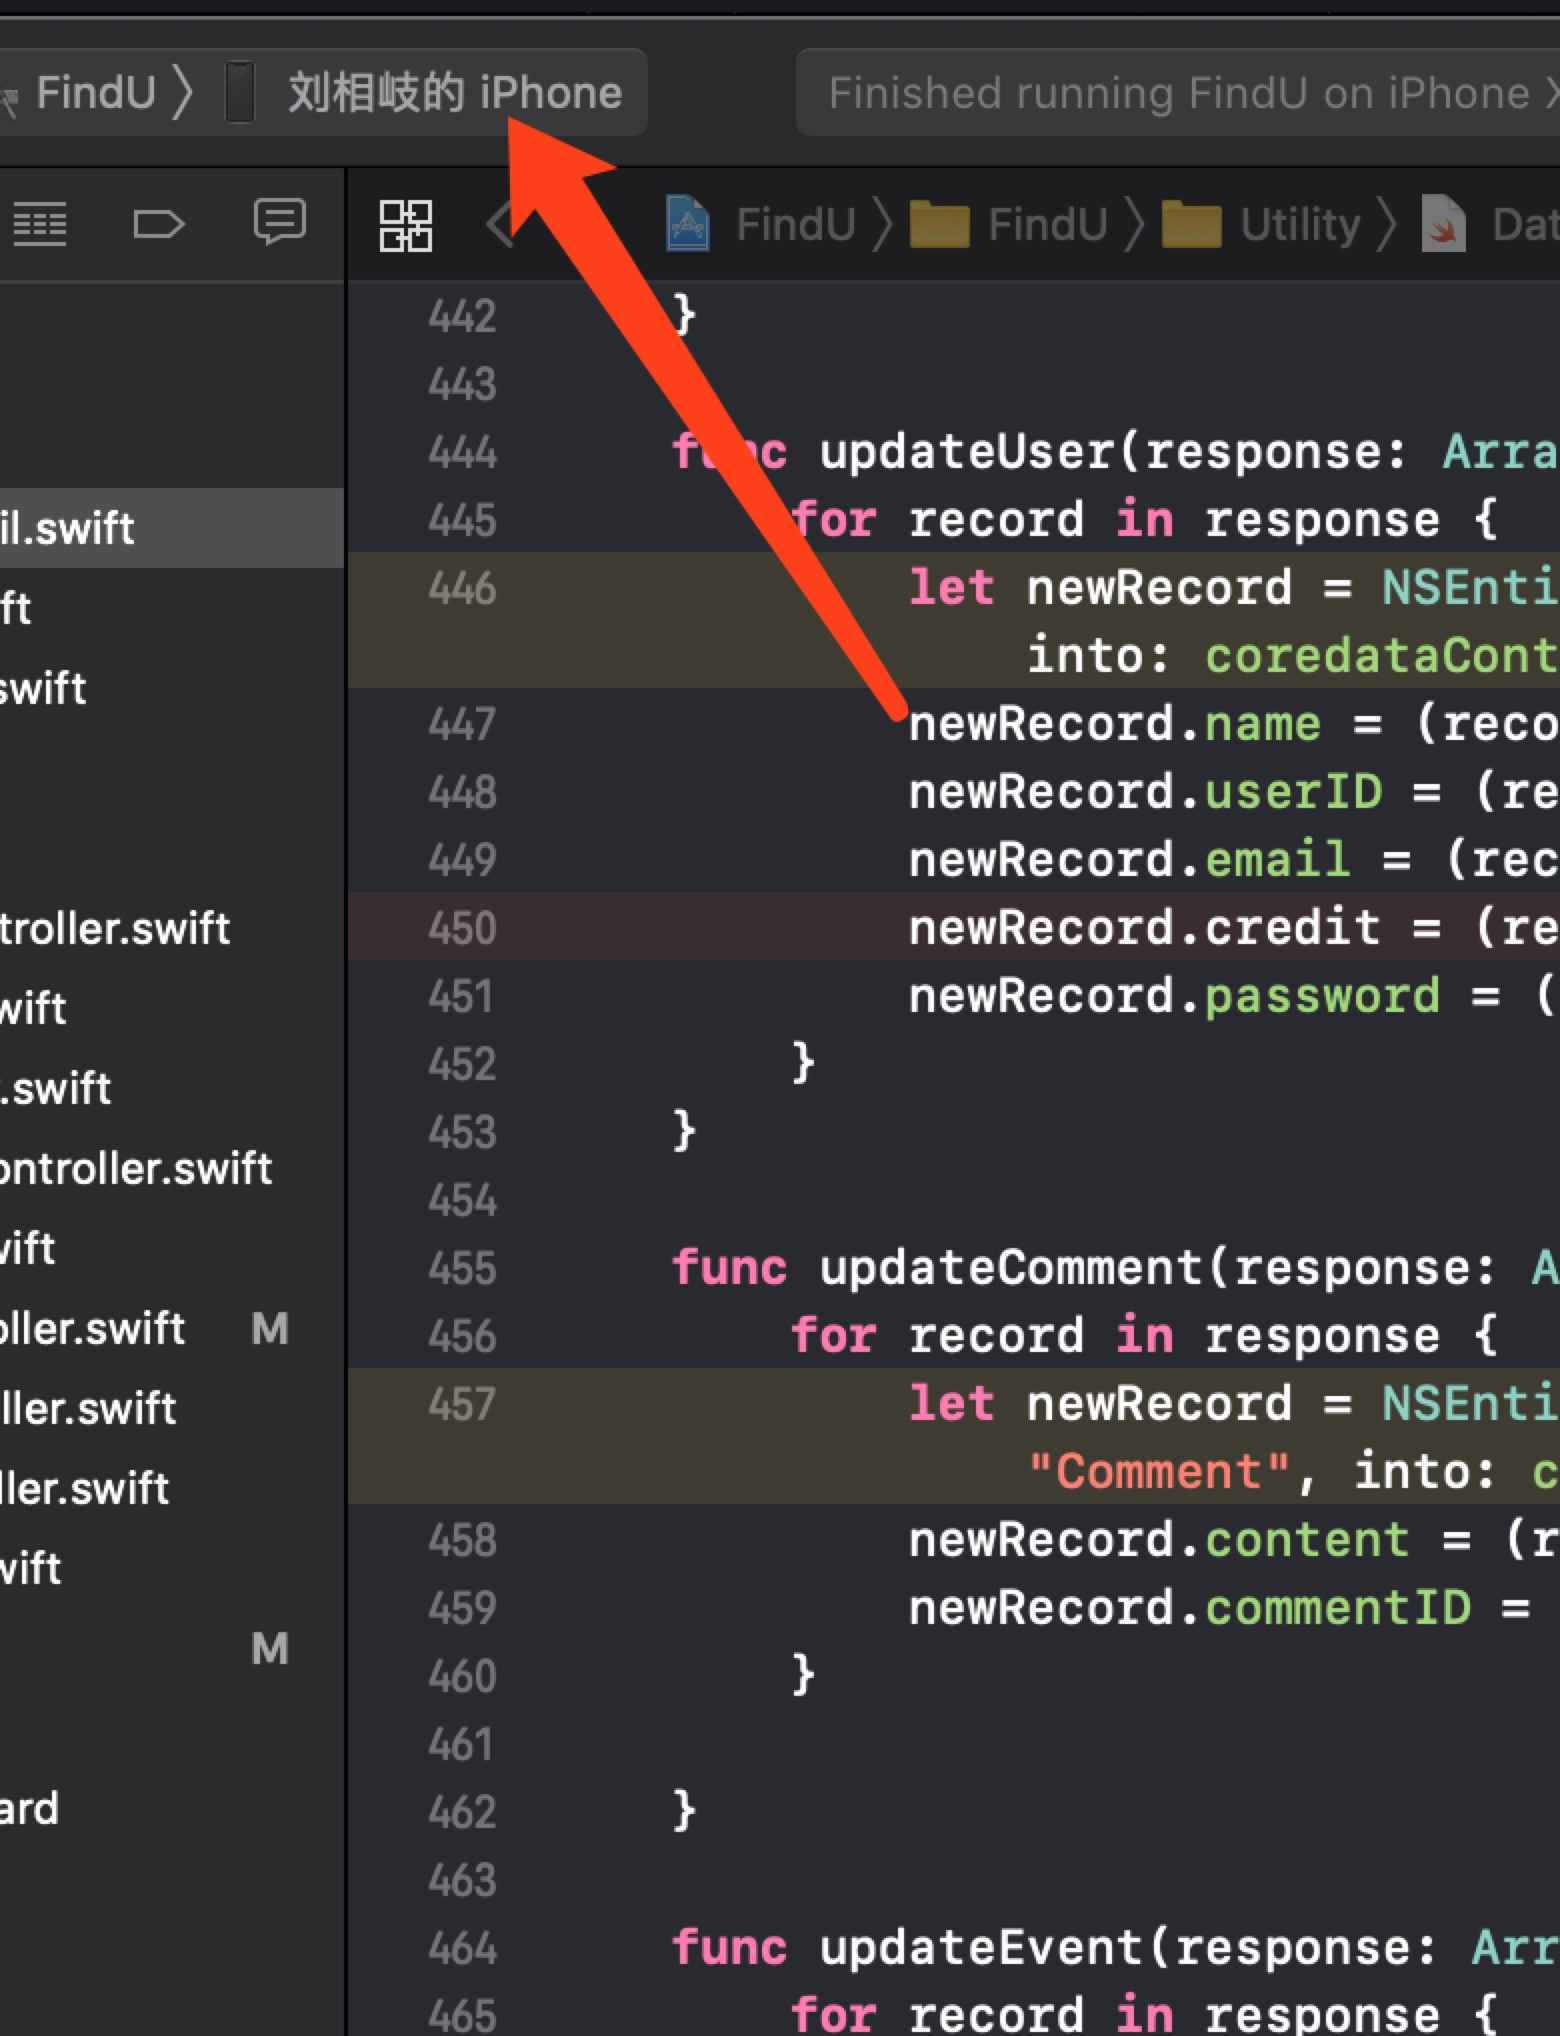 FindU 〉 刘相岐的 iPhone
Finished running FindU on iPhone X
FindU 〉 FindU 〉 Utility 〉 Dat
il.swift
ft
swift
troller.swift
wift
.swift
ontroller.swift
vift
oller.swift M
ller.swift
ller.swift
wift
M
ard
442 }
443
444 func updateUser(response: Arra
445 for record in response {
446 let newRecord = NSEnti
into: coredataCont
447 newRecord.name = (reco
448 newRecord.userID = (re
449 newRecord.email = (rec
450 newRecord.credit = (re
451 newRecord.password = (
452 }
453 }
454
455 func updateComment(response: A
456 for record in response {
457 let newRecord = NSEnti
"Comment", into: c
458 newRecord.content = (r
459 newRecord.commentID =
460 }
461
462 }
463
464 func updateEvent(response: Arr
465 for record in response {